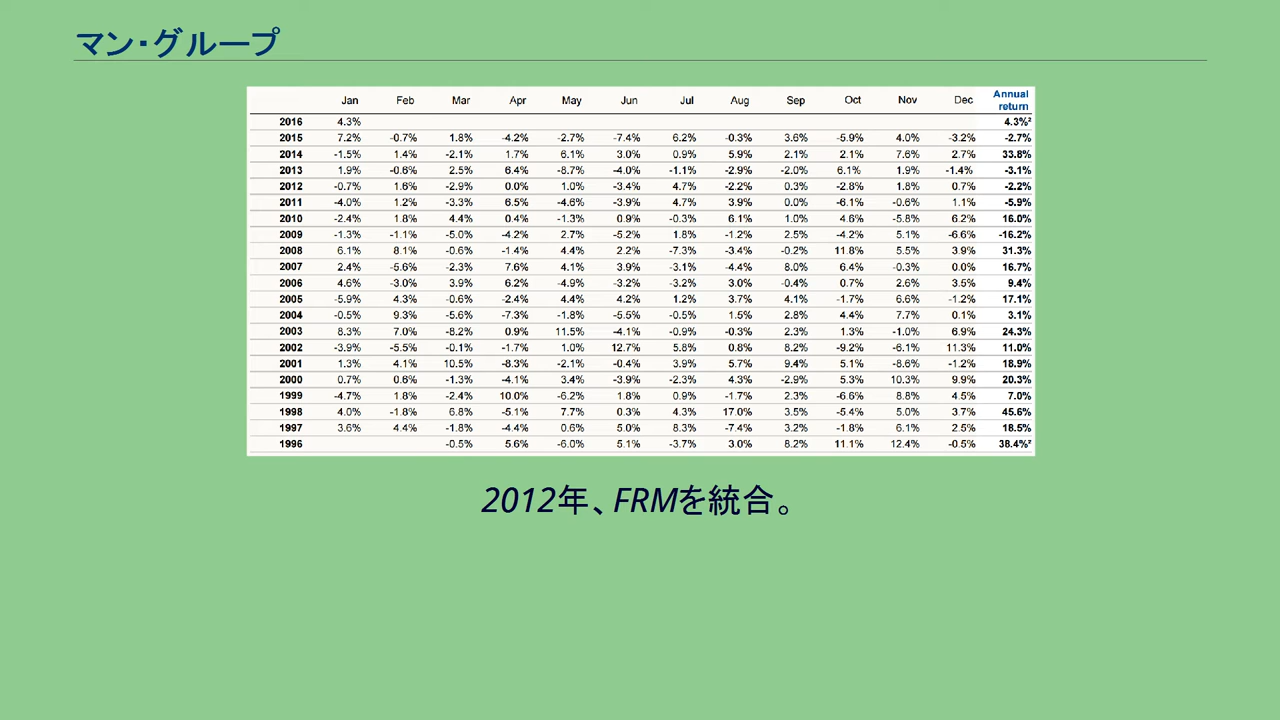 マン・グループ
Jan Feb Mar Apr May Jun Jul Aug Sep Oct Nov Dec Annual return
2016 4.3% 4.3%²
2015 7.2% -0.7% 1.8% -4.2% -2.7% -7.4% 6.2% -0.3% 3.6% -5.9% 4.0% -3.2% -2.7%
2014 -1.5% 1.4% -2.1% 1.7% 6.1% 3.0% 0.9% 5.9% 2.1% 2.1% 7.6% 2.7% 33.8%
2013 1.9% -0.6% 2.5% 6.4% -8.7% -4.0% -1.1% -2.9% -2.0% 6.1% 1.9% -1.4% -3.1%
2012 -0.7% 1.6% -2.9% 0.0% 1.0% -3.4% 4.7% -2.2% 0.3% -2.8% 1.8% 0.7% -2.2%
2011 -4.0% 1.2% -3.3% 6.5% -4.6% -3.9% 4.7% 3.9% 0.0% -6.1% -0.6% 1.1% -5.9%
2010 -2.4% 1.8% 4.4% 0.4% -1.3% 0.9% -0.3% 6.1% 1.0% 4.6% -5.8% 6.2% 16.0%
2009 -1.3% -1.1% -5.0% -4.2% 2.7% -5.2% 1.8% -1.2% 2.5% -4.2% 5.1% -6.6% -16.2%
2008 6.1% 8.1% -0.6% -1.4% 4.4% 2.2% -7.3% -3.4% -0.2% 11.8% 5.5% 3.9% 31.3%
2007 2.4% -5.6% -2.3% 7.6% 4.1% 3.9% -3.1% -4.4% 8.0% 6.4% -0.3% 0.0% 16.7%
2006 4.6% -3.0% 3.9% 6.2% -4.9% -3.2% -3.2% 3.0% -0.4% 0.7% 2.6% 3.5% 9.4%
2005 -5.9% 4.3% -0.6% -2.4% 4.4% 4.2% 1.2% 3.7% 4.1% -1.7% 6.6% -1.2% 17.1%
2004 -0.5% 9.3% -5.6% -7.3% -1.8% -5.5% -0.5% 1.5% 2.8% 4.4% 7.7% 0.1% 3.1%
2003 8.3% 7.0% -8.2% 0.9% 11.5% -4.1% -0.9% -0.3% 2.3% 1.3% -1.0% 6.9% 24.3%
2002 -3.9% -5.5% -0.1% -1.7% 1.0% 12.7% 5.8% 0.8% 8.2% -9.2% -6.1% 11.3% 11.0%
2001 1.3% 4.1% 10.5% -8.3% -2.1% -0.4% 3.9% 5.7% 9.4% 5.1% -8.6% -1.2% 18.9%
2000 0.7% 0.6% -1.3% -4.1% 3.4% -3.9% -2.3% 4.3% -2.9% 5.3% 10.3% 9.9% 20.3%
1999 -4.7% 1.8% -2.4% 10.0% -6.2% 1.8% 0.9% -1.7% 2.3% -6.6% 8.8% 4.5% 7.0%
1998 4.0% -1.8% 6.8% -5.1% 7.7% 0.3% 4.3% 17.0% 3.5% -5.4% 5.0% 3.7% 45.6%
1997 3.6% 4.4% -1.8% -4.4% 0.6% 5.0% 8.3% -7.4% 3.2% -1.8% 6.1% 2.5% 18.5%
1996 -0.5% 5.6% -6.0% 5.1% -3.7% 3.0% 8.2% 11.1% 12.4% -0.5% 38.4%²
2012年、FRMを統合。